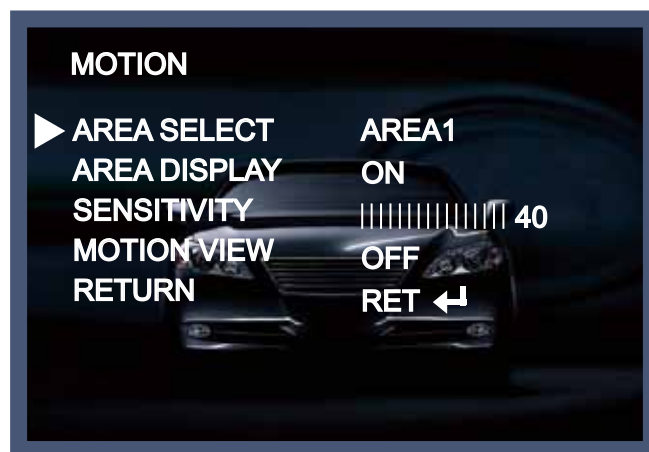 MOTION
AREA SELECT AREA1
AREA DISPLAY ON
SENSITIVITY |||||||||||||||| 40
MOTION VIEW OFF
RETURN RET ↵